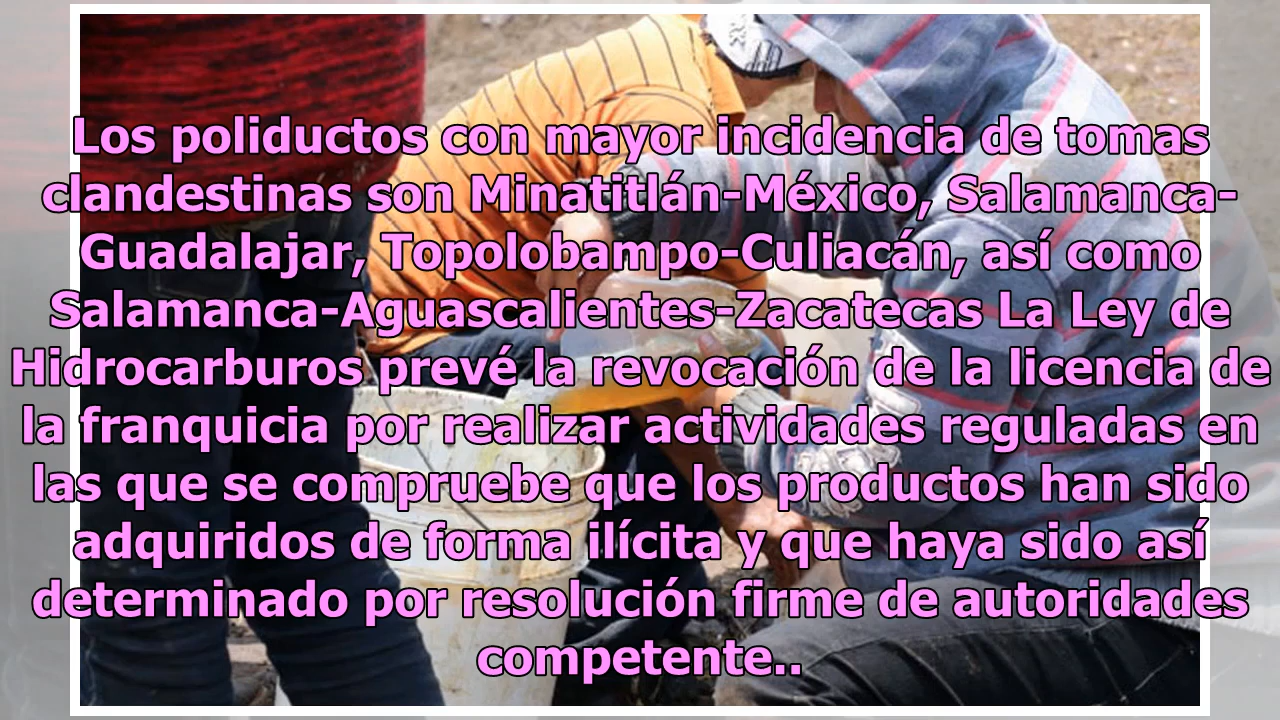 Los poliductos con mayor incidencia de tomas
clandestinas son Minatitlán-México, Salamanca-
Guadalajar, Topolobampo-Culiacán, así como
Salamanca-Aguascalientes-Zacatecas La Ley de
Hidrocarburos prevé la revocación de la licencia de
la franquicia por realizar actividades reguladas en
las que se compruebe que los productos han sido
adquiridos de forma ilícita y que haya sido así
determinado por resolución firme de autoridades
competente..